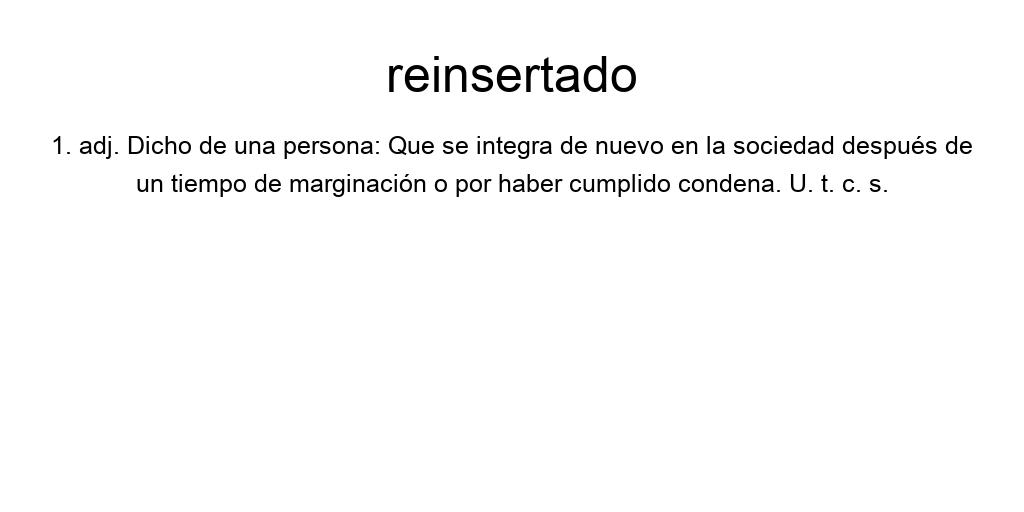 reinsertado
1. adj. Dicho de una persona: Que se integra de nuevo en la sociedad después de
un tiempo de marginación o por haber cumplido condena. U. t. c. s.